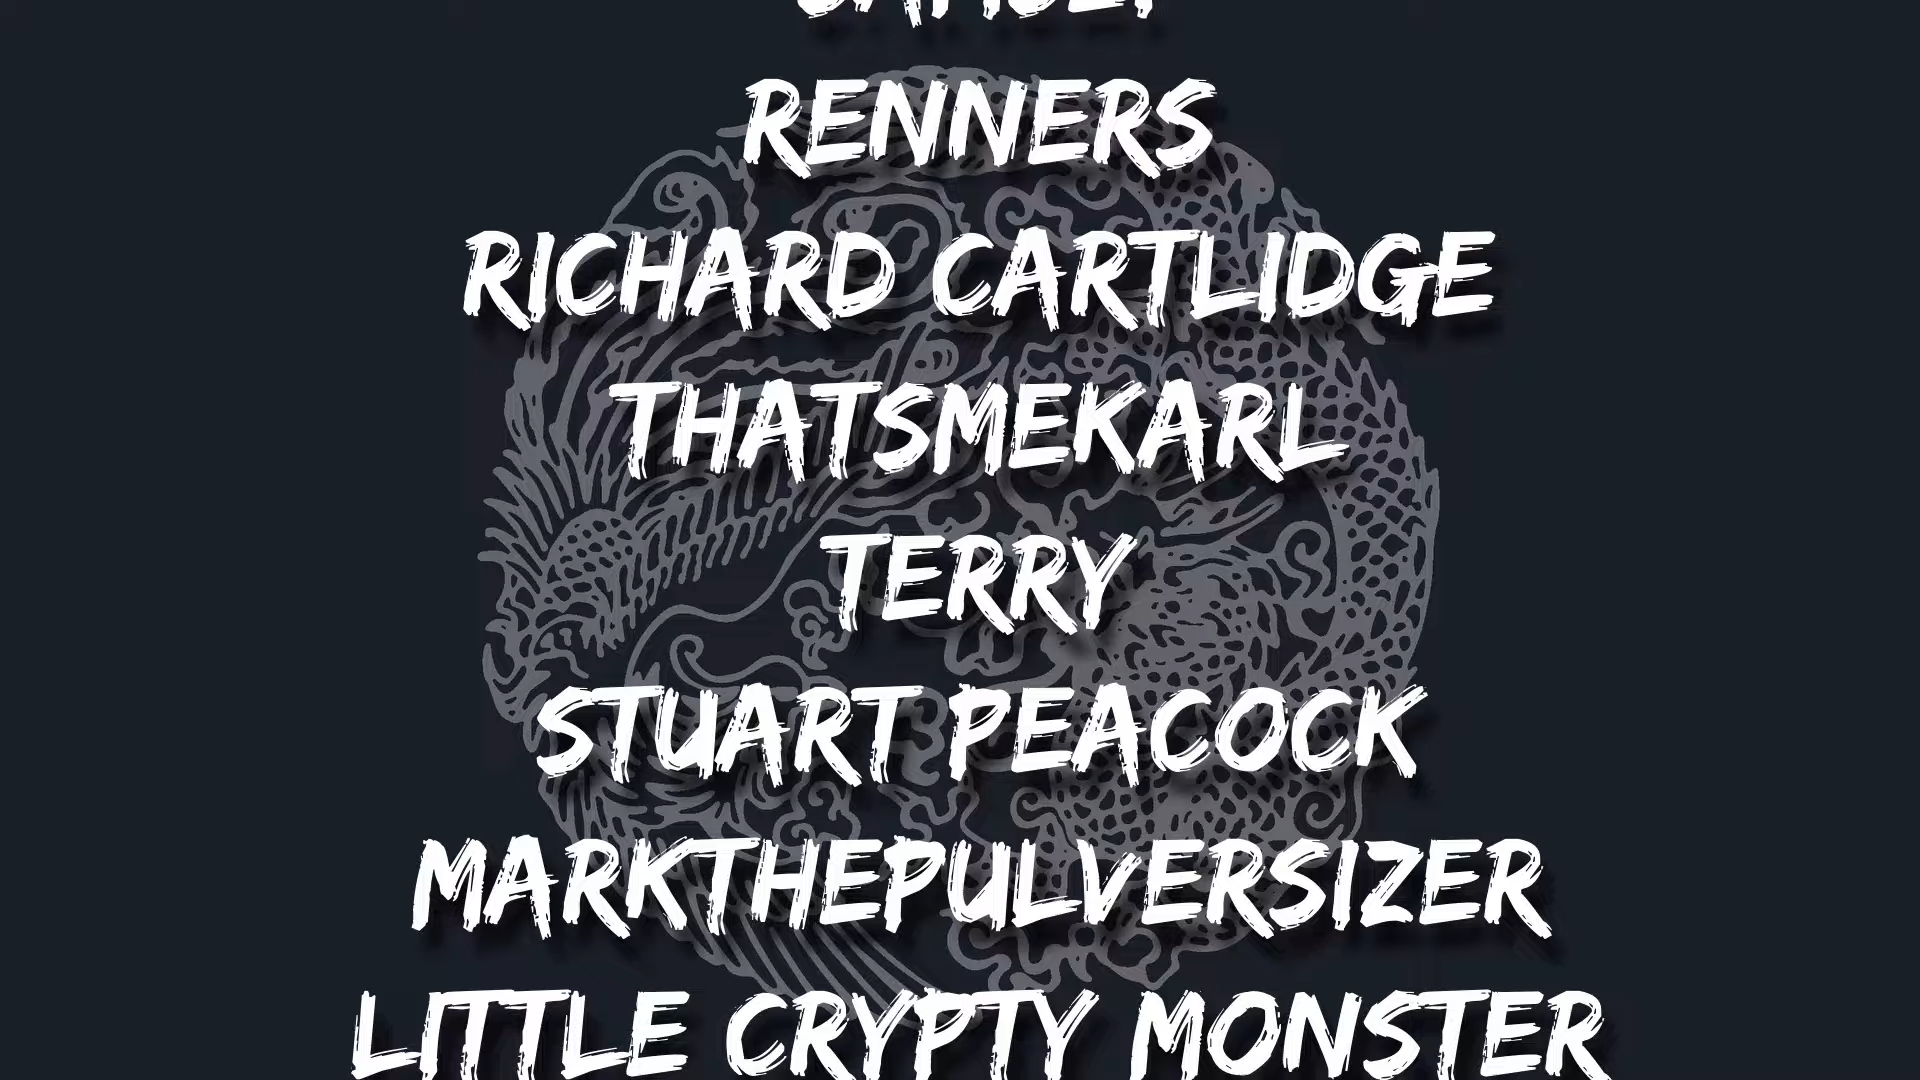 RENNERS
RICHARD CARTLIDGE
THATSMEKARL
TERRY
STUART PEACOCK
MARKTHEPULVERSIZER
LITTLE CRYPTY MONSTER